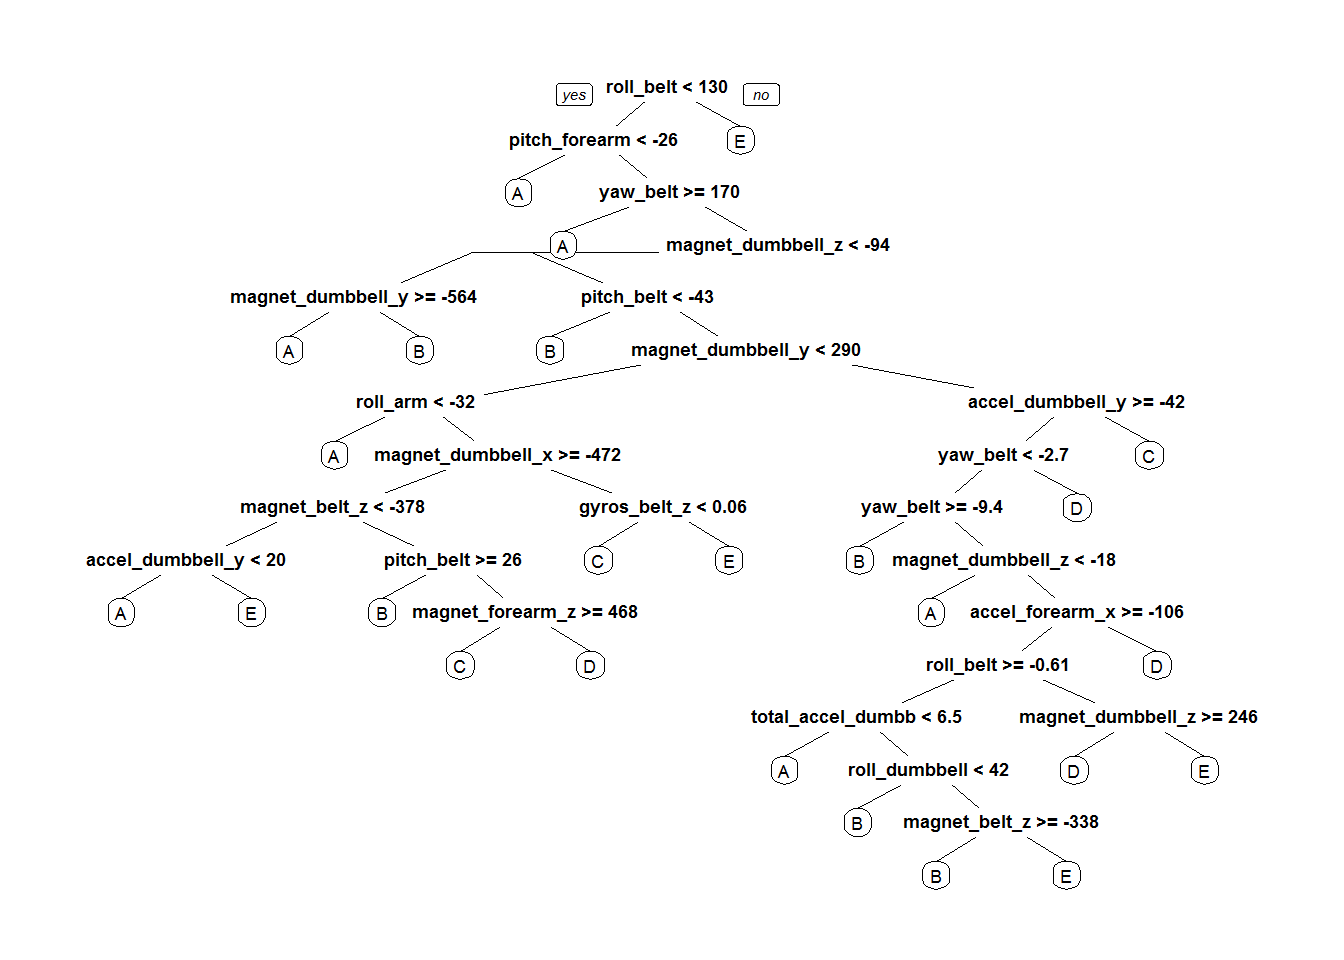 roll_belt < 130
yes
no
pitch_forearm < -26
E
A
yaw_belt >= 170
A
magnet_dumbbell_z < -94
magnet_dumbbell_y >= -564
pitch_belt < -43
A
B
B
magnet_dumbbell_y < 290
roll_arm < -32
accel_dumbbell_y >= -42
A
magnet_dumbbell_x >= -472
yaw_belt < -2.7
C
magnet_belt_z < -378
gyros_belt_z < 0.06
yaw_belt >= -9.4
D
accel_dumbbell_y < 20
pitch_belt >= 26
C
E
B
magnet_dumbbell_z < -18
A
E
B
magnet_forearm_z >= 468
A
accel_forearm_x >= -106
C
D
roll_belt >= -0.61
D
total_accel_dumbb < 6.5
magnet_dumbbell_z >= 246
A
roll_dumbbell < 42
D
E
B
magnet_belt_z >= -338
B
E